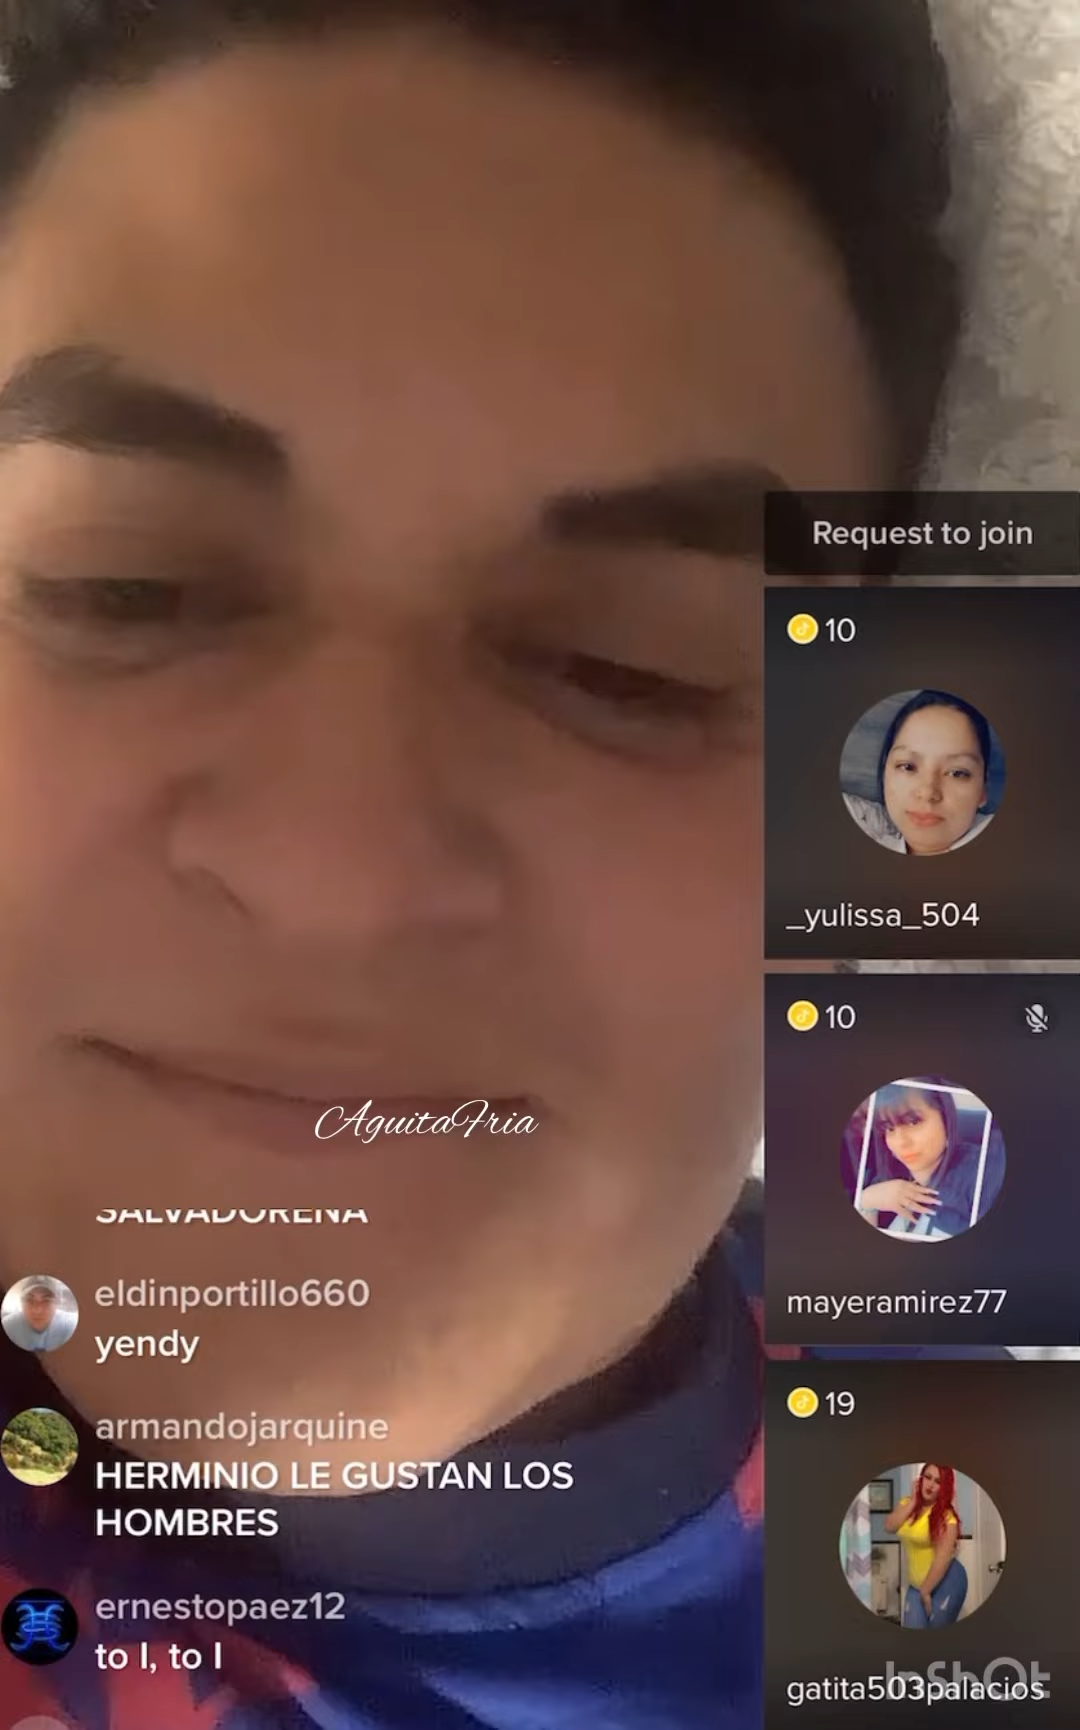 Request to join
10
_yulissa_504
10
mayeramirez77
19
gatita503palacios
InShOt
AguitaFria
SALVADOREÑA
eldinportillo660
yendy
armandojarquine
HERMINIO LE GUSTAN LOS
HOMBRES
ernestopaez12
to l, to l